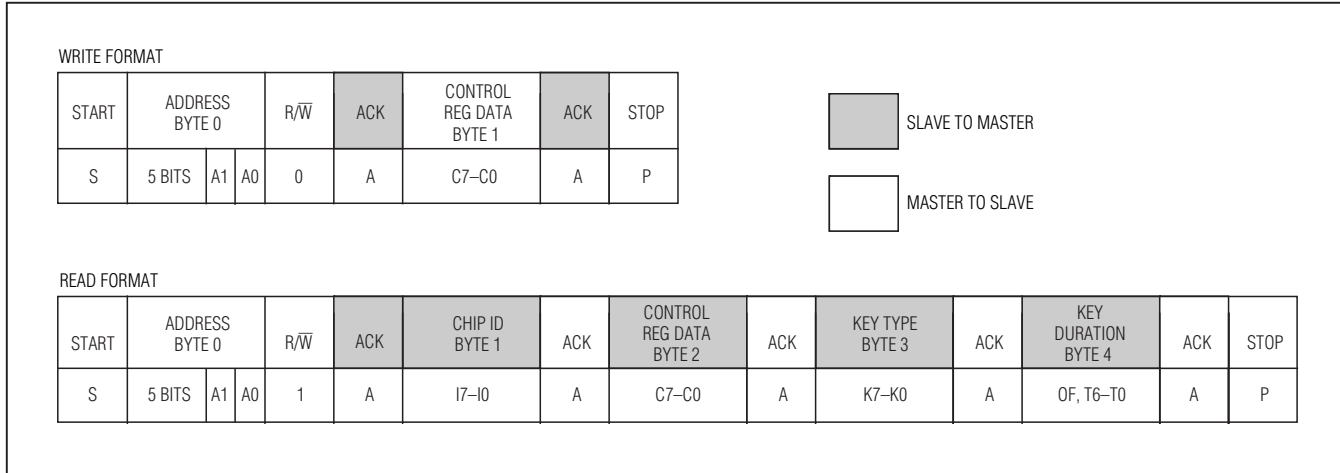 WRITE FORMAT
START
ADDRESS
BYTE 0
R/W̅
ACK
CONTROL
REG DATA
BYTE 1
ACK
STOP
S
5 BITS
A1
A0
0
A
C7–C0
A
P
SLAVE TO MASTER
MASTER TO SLAVE
READ FORMAT
START
ADDRESS
BYTE 0
R/W̅
ACK
CHIP ID
BYTE 1
ACK
CONTROL
REG DATA
BYTE 2
ACK
KEY TYPE
BYTE 3
ACK
KEY
DURATION
BYTE 4
ACK
STOP
S
5 BITS
A1
A0
1
A
I7–I0
A
C7–C0
A
K7–K0
A
OF, T6–T0
A
P